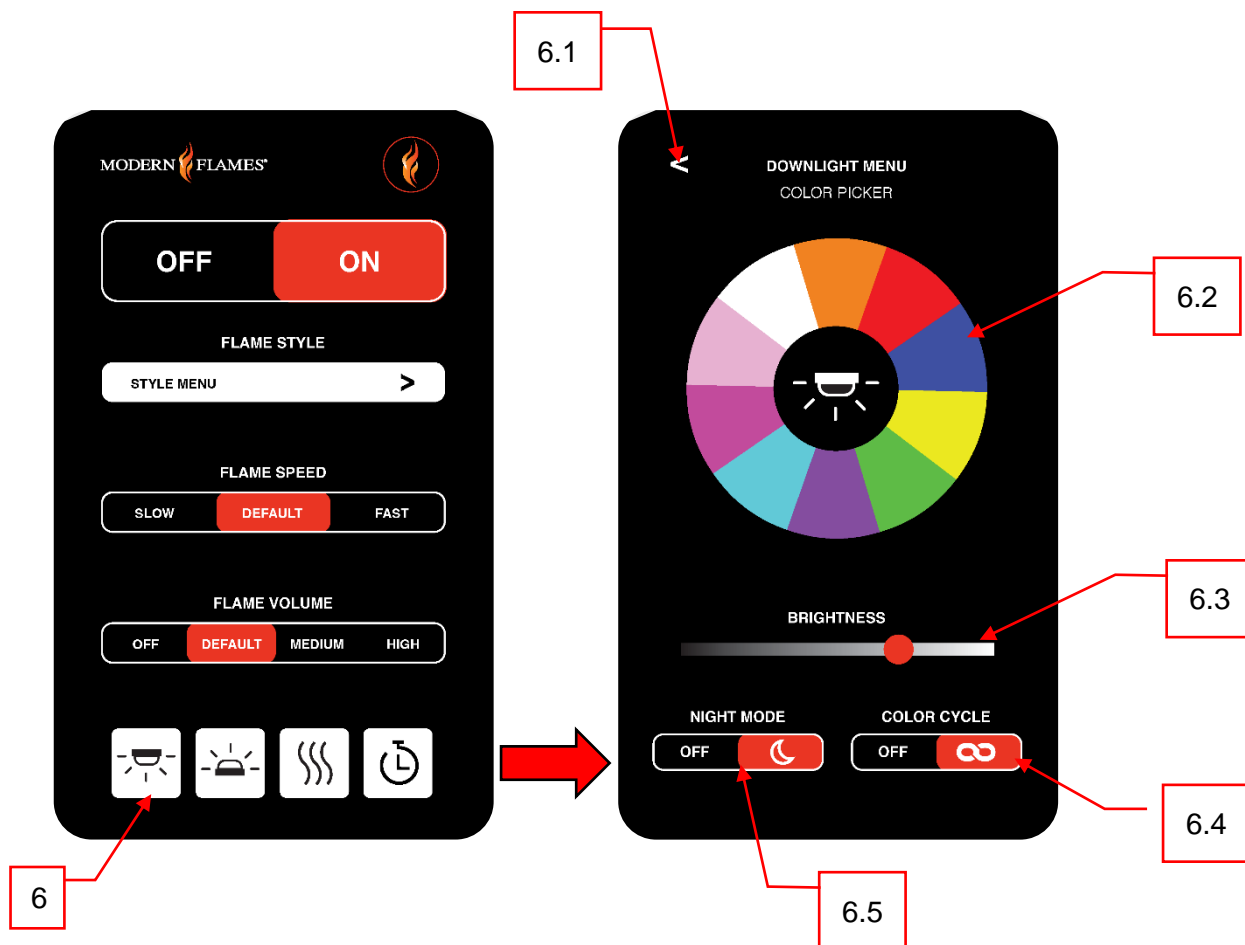 6.1
MODERN FLAMES®
OFF ON
FLAME STYLE
STYLE MENU >
FLAME SPEED
SLOW DEFAULT FAST
FLAME VOLUME
OFF DEFAULT MEDIUM HIGH
6
<
DOWNLIGHT MENU
COLOR PICKER
6.2
BRIGHTNESS
6.3
NIGHT MODE COLOR CYCLE
OFF OFF
6.4
6.5